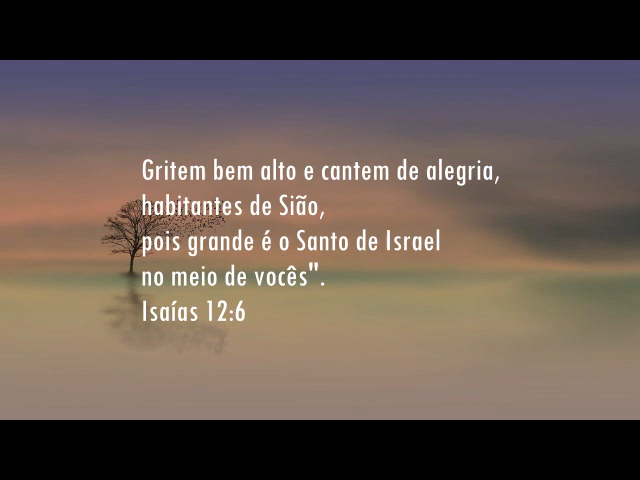 Gritem bem alto e cantem de alegria,
habitantes de Sião,
pois grande é o Santo de Israel
no meio de vocês".
Isaías 12:6